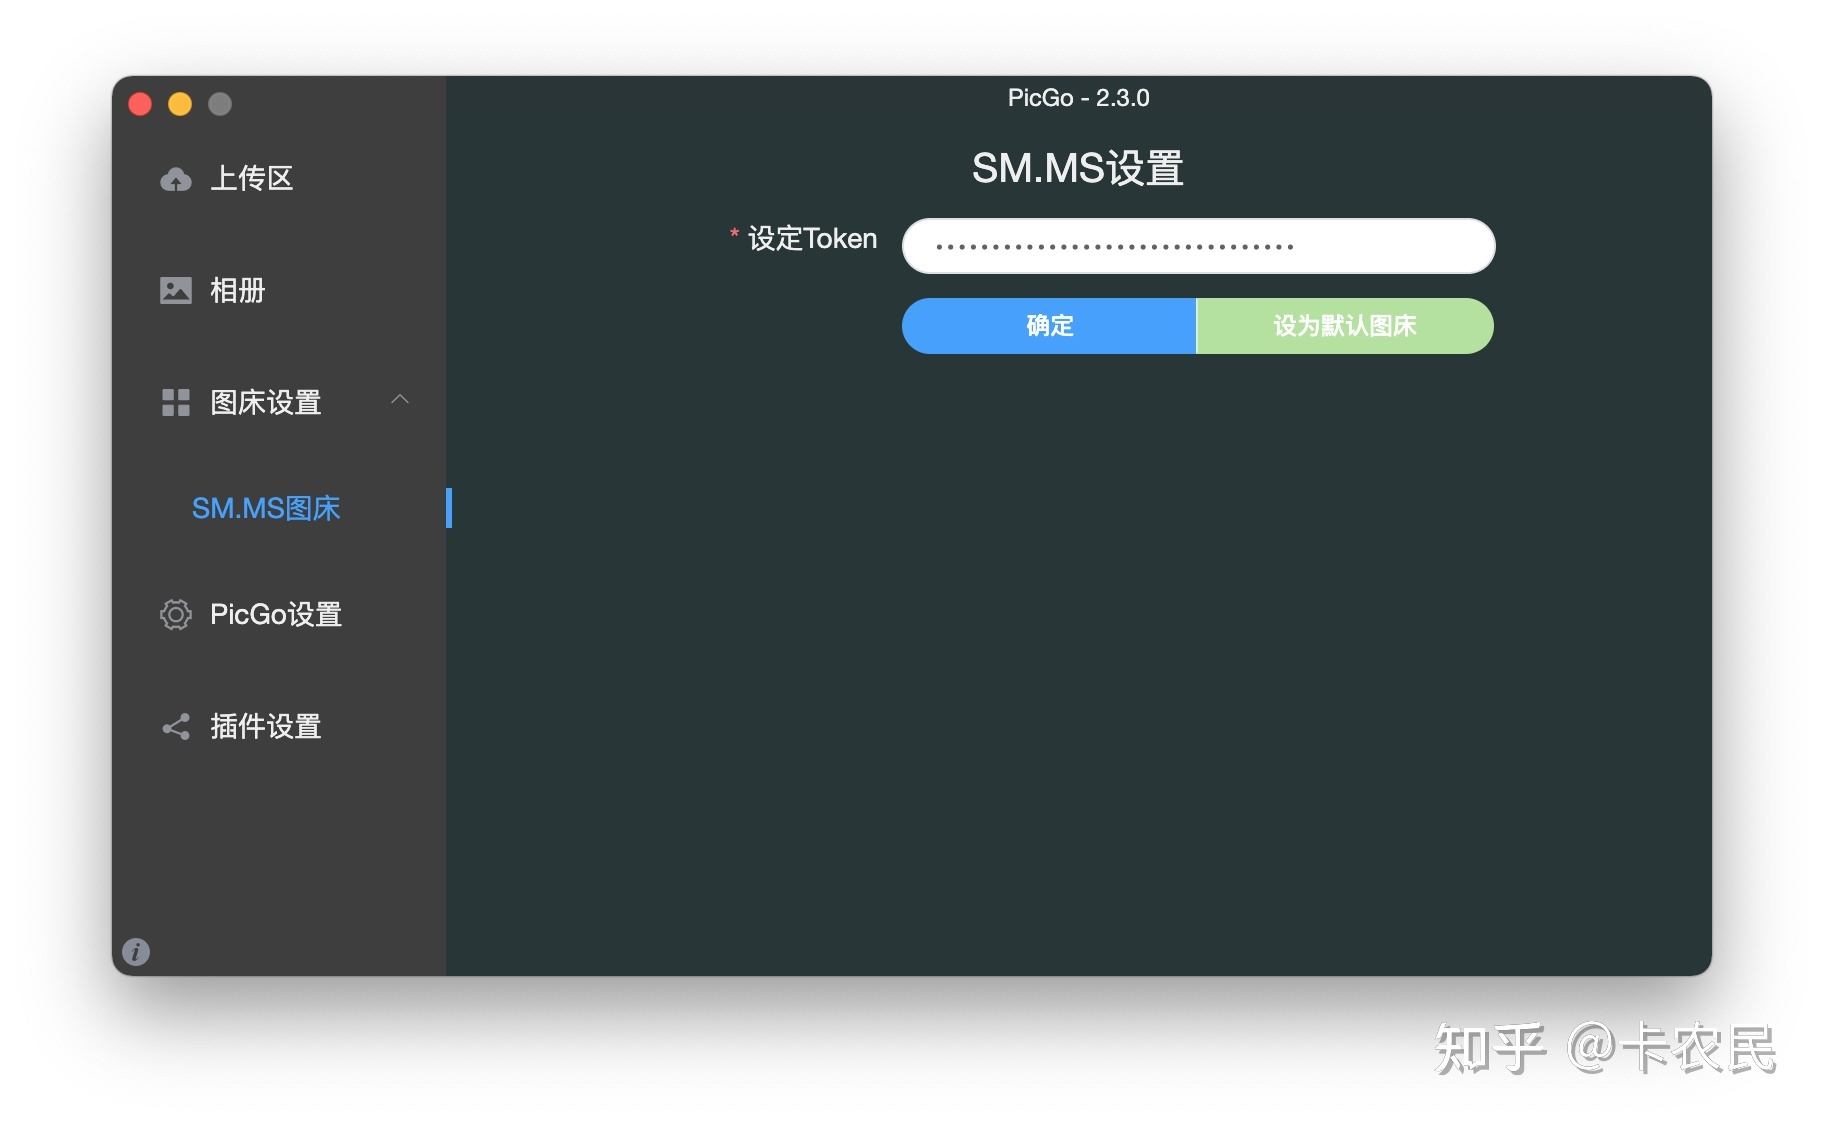 PicGo - 2.3.0
上传区
相册
图床设置
SM.MS图床
PicGo设置
插件设置
SM.MS设置
* 设定Token
确定
设为默认图床
知乎 @卡农民